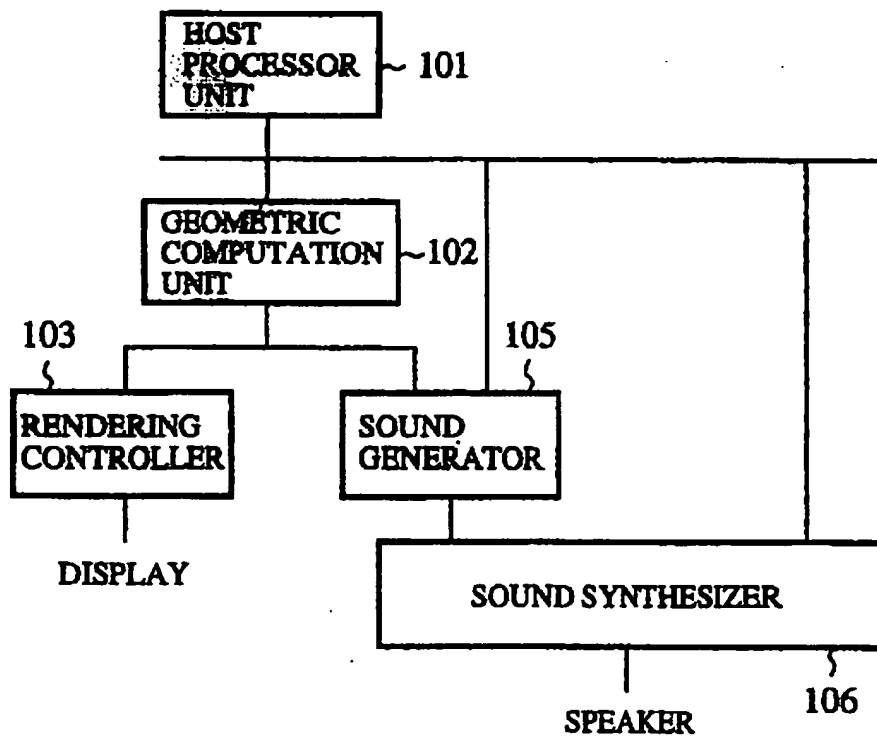 HOST
PROCESSOR
UNIT
101
GEOMETRIC
COMPUTATION
UNIT
102
103
105
RENDERING
CONTROLLER
SOUND
GENERATOR
DISPLAY
SOUND SYNTHESIZER
106
SPEAKER